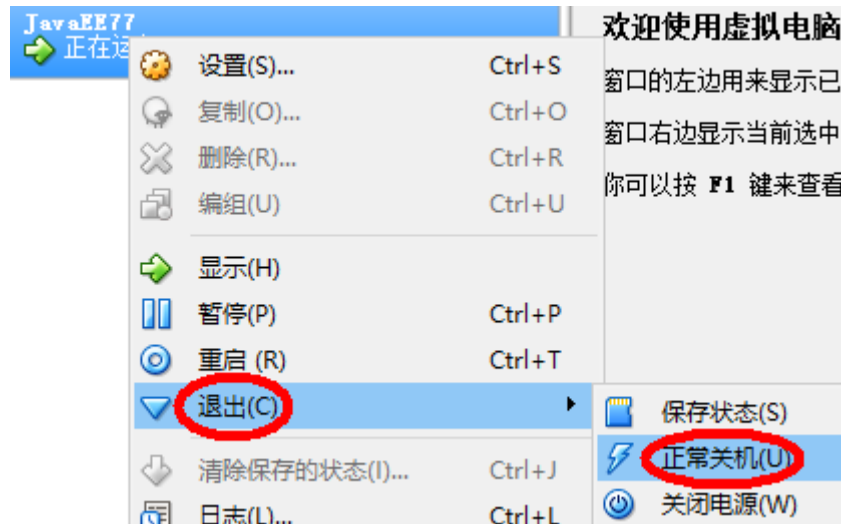 JavaEE77
正在运
欢迎使用虚拟电脑
窗口的左边用来显示已
窗口右边显示当前选中
你可以按 F1 键来查看
设置(S)... Ctrl+S
复制(O)... Ctrl+O
删除(R)... Ctrl+R
编组(U) Ctrl+U
显示(H)
暂停(P) Ctrl+P
重启 (R) Ctrl+T
退出(C)
清除保存的状态(I)... Ctrl+J
日志(L)... Ctrl+L
保存状态(S)
正常关机(U)
关闭电源(W)